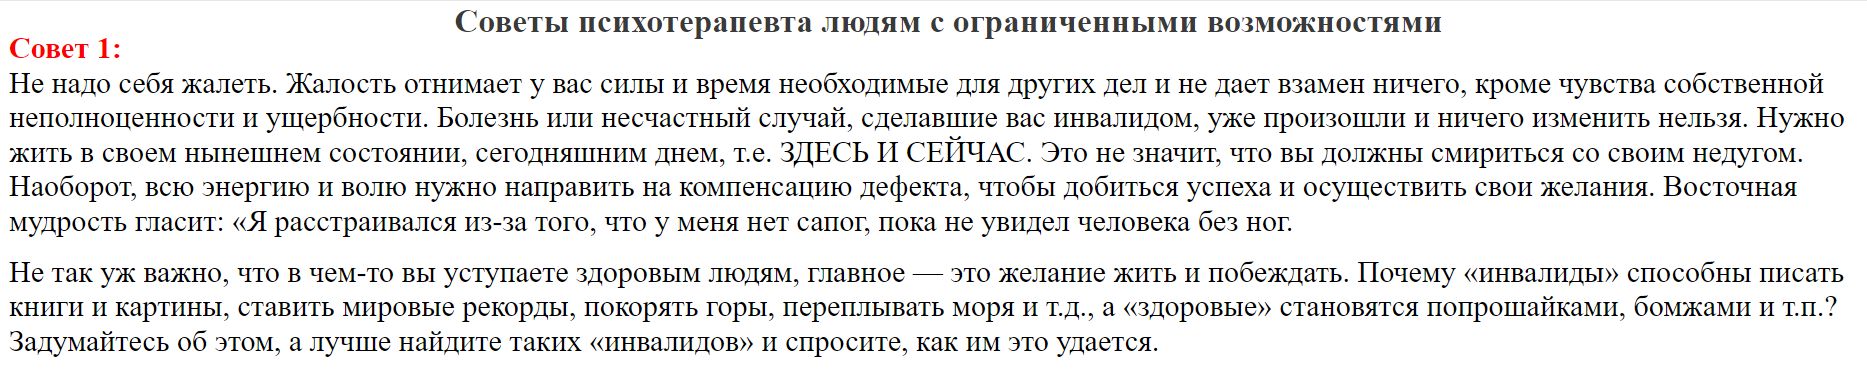 Советы психотерапевта людям с ограниченными возможностями
Совет 1:
Не надо себя жалеть. Жалость отнимает у вас силы и время необходимые для других дел и не дает взамен ничего, кроме чувства собственной
неполноценности и ущербности. Болезнь или несчастный случай, сделавшие вас инвалидом, уже произошли и ничего изменить нельзя. Нужно
жить в своем нынешнем состоянии, сегодняшним днем, т.е. ЗДЕСЬ И СЕЙЧАС. Это не значит, что вы должны смириться со своим недугом.
Наоборот, всю энергию и волю нужно направить на компенсацию дефекта, чтобы добиться успеха и осуществить свои желания. Восточная
мудрость гласит: «Я расстраивался из-за того, что у меня нет сапог, пока не увидел человека без ног.
Не так уж важно, что в чем-то вы уступаете здоровым людям, главное — это желание жить и побеждать. Почему «инвалиды» способны писать
книги и картины, ставить мировые рекорды, покорять горы, переплывать моря и т.д., а «здоровые» становятся попрошайками, бомжами и т.п.?
Задумайтесь об этом, а лучше найдите таких «инвалидов» и спросите, как им это удается.